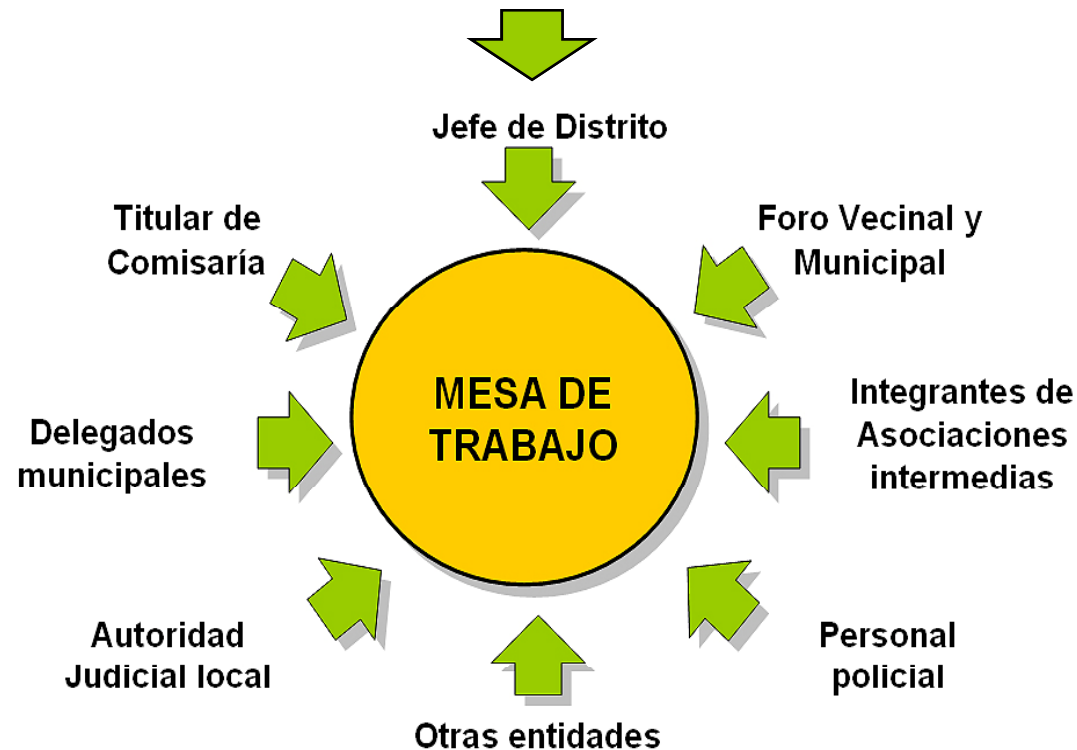 Jefe de Distrito
Titular de
Comisaría
Foro Vecinal y
Municipal
MESA DE
TRABAJO
Delegados
municipales
Integrantes de
Asociaciones
intermedias
Autoridad
Judicial local
Personal
policial
Otras entidades